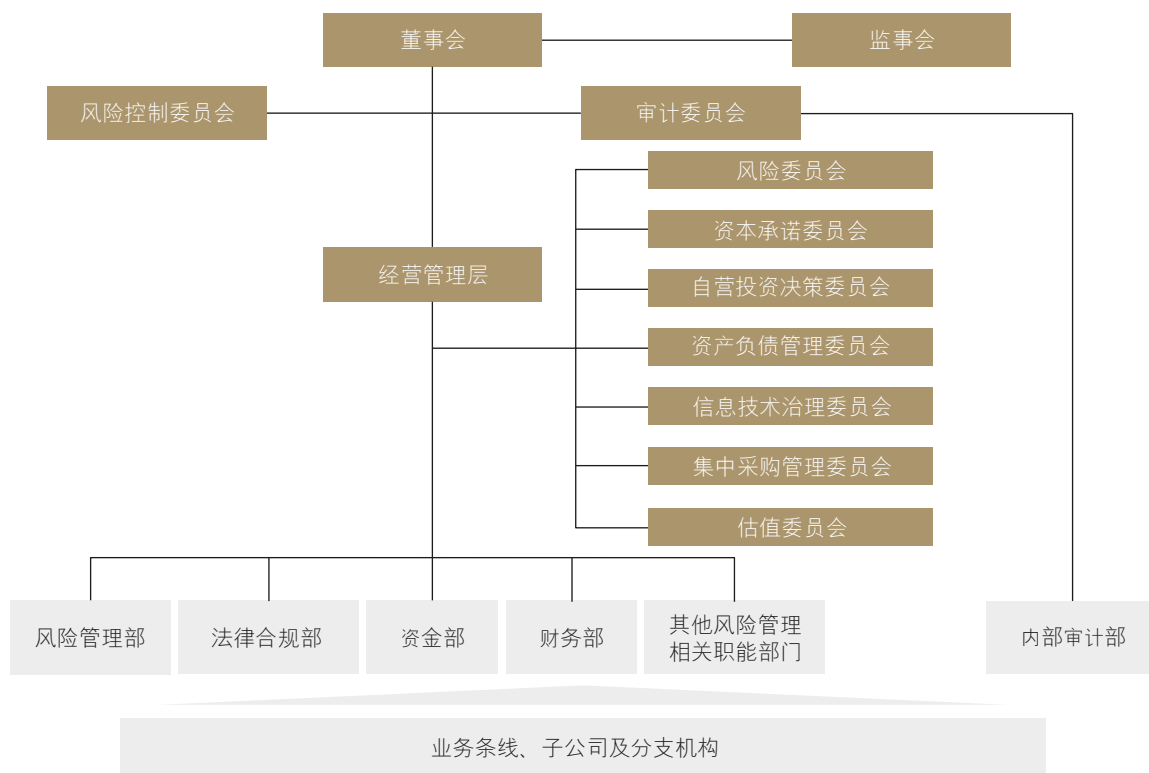 董事会
监事会
风险控制委员会
审计委员会
风险委员会
资本承诺委员会
经营管理层
自营投资决策委员会
资产负债管理委员会
信息技术治理委员会
集中采购管理委员会
估值委员会
风险管理部
法律合规部
资金部
财务部
其他风险管理
相关职能部门
内部审计部
业务条线、子公司及分支机构